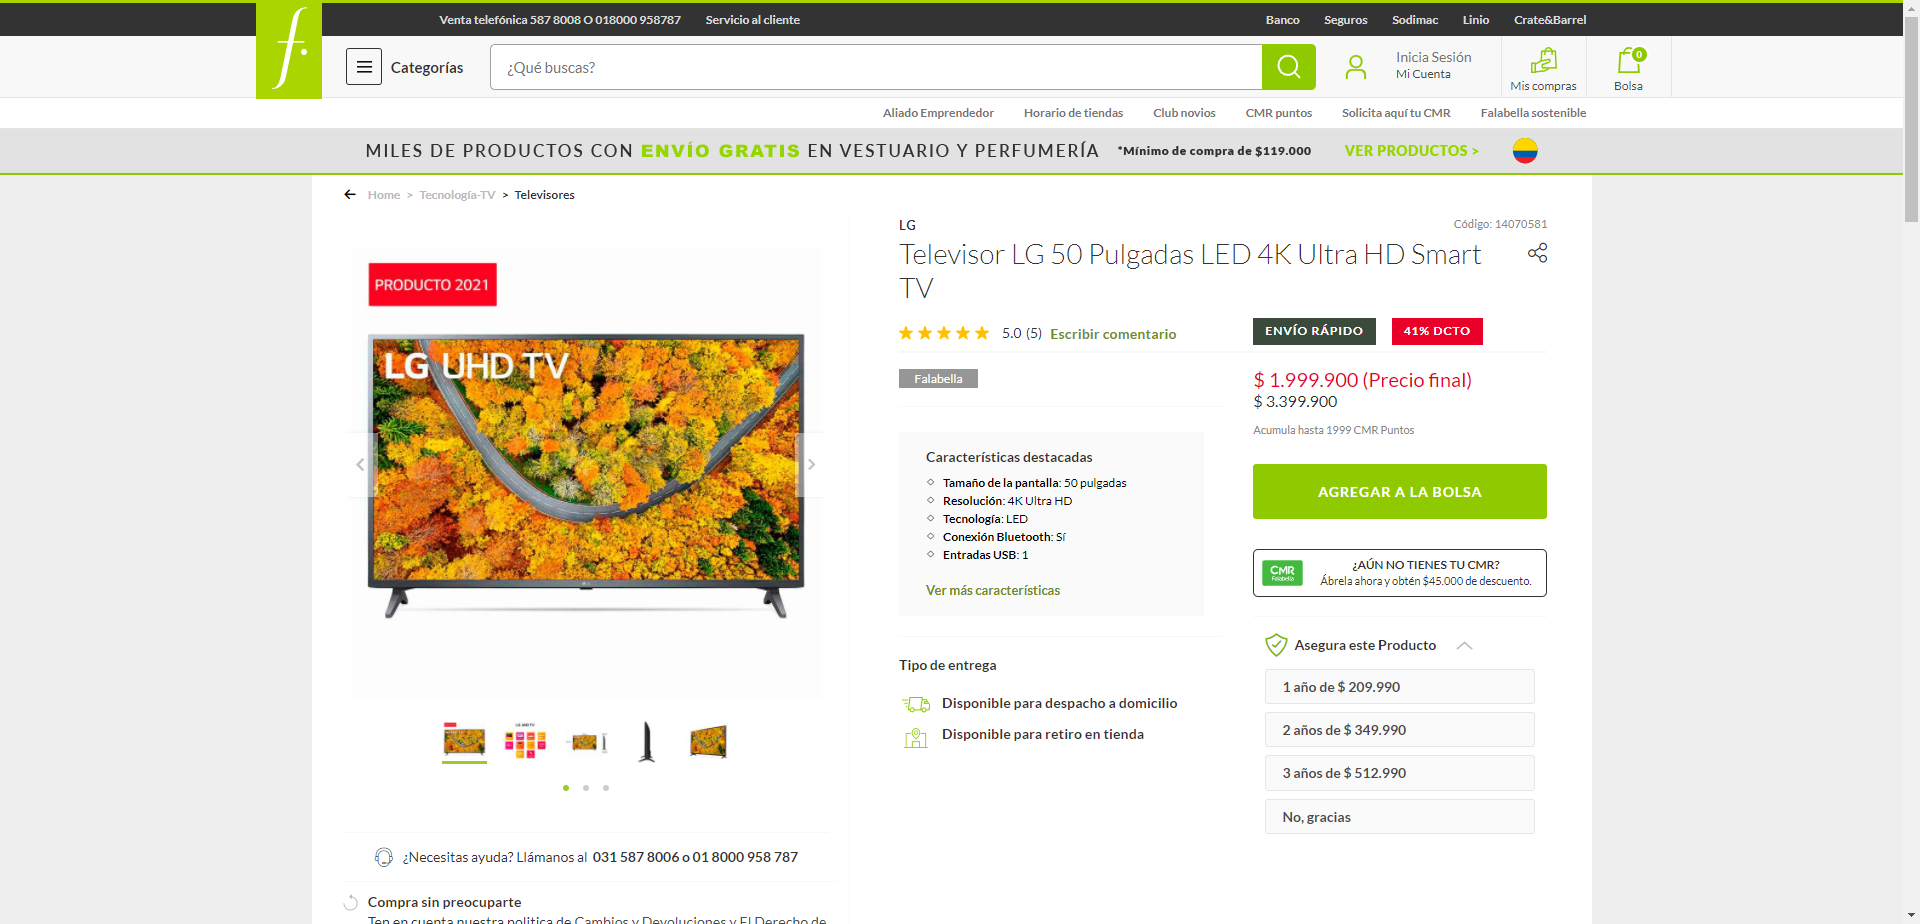 Venta telefónica 587 8008 O 018000 958787
Servicio al cliente
Banco
Seguros
Sodimac
Linio
Crate&Barrel
f.
Categorías
¿Qué buscas?
Inicia Sesión
Mi Cuenta
Mis compras
0
Bolsa
Aliado Emprendedor
Horario de tiendas
Club novios
CMR puntos
Solicita aquí tu CMR
Falabella sostenible
MILES DE PRODUCTOS CON ENVÍO GRATIS EN VESTUARIO Y PERFUMERÍA *Mínimo de compra de $119.000 VER PRODUCTOS >
Home > Tecnología-TV > Televisores
PRODUCTO 2021
LG UHD TV
¿Necesitas ayuda? Llámanos al 031 587 8006 o 01 8000 958 787
Compra sin preocuparte
Ten en cuenta nuestra politica de Cambios y Devoluciones y El Derecho de
LG
Código: 14070581
Televisor LG 50 Pulgadas LED 4K Ultra HD Smart
TV
5.0 (5) Escribir comentario
Falabella
Características destacadas
Tamaño de la pantalla: 50 pulgadas
Resolución: 4K Ultra HD
Tecnología: LED
Conexión Bluetooth: Sí
Entradas USB: 1
Ver más características
Tipo de entrega
Disponible para despacho a domicilio
Disponible para retiro en tienda
ENVÍO RÁPIDO
41% DCTO
$ 1.999.900 (Precio final)
$ 3.399.900
Acumula hasta 1999 CMR Puntos
AGREGAR A LA BOLSA
CMR
Falabella
¿AÚN NO TIENES TU CMR?
Ábrela ahora y obtén $45.000 de descuento.
Asegura este Producto
1 año de $ 209.990
2 años de $ 349.990
3 años de $ 512.990
No, gracias